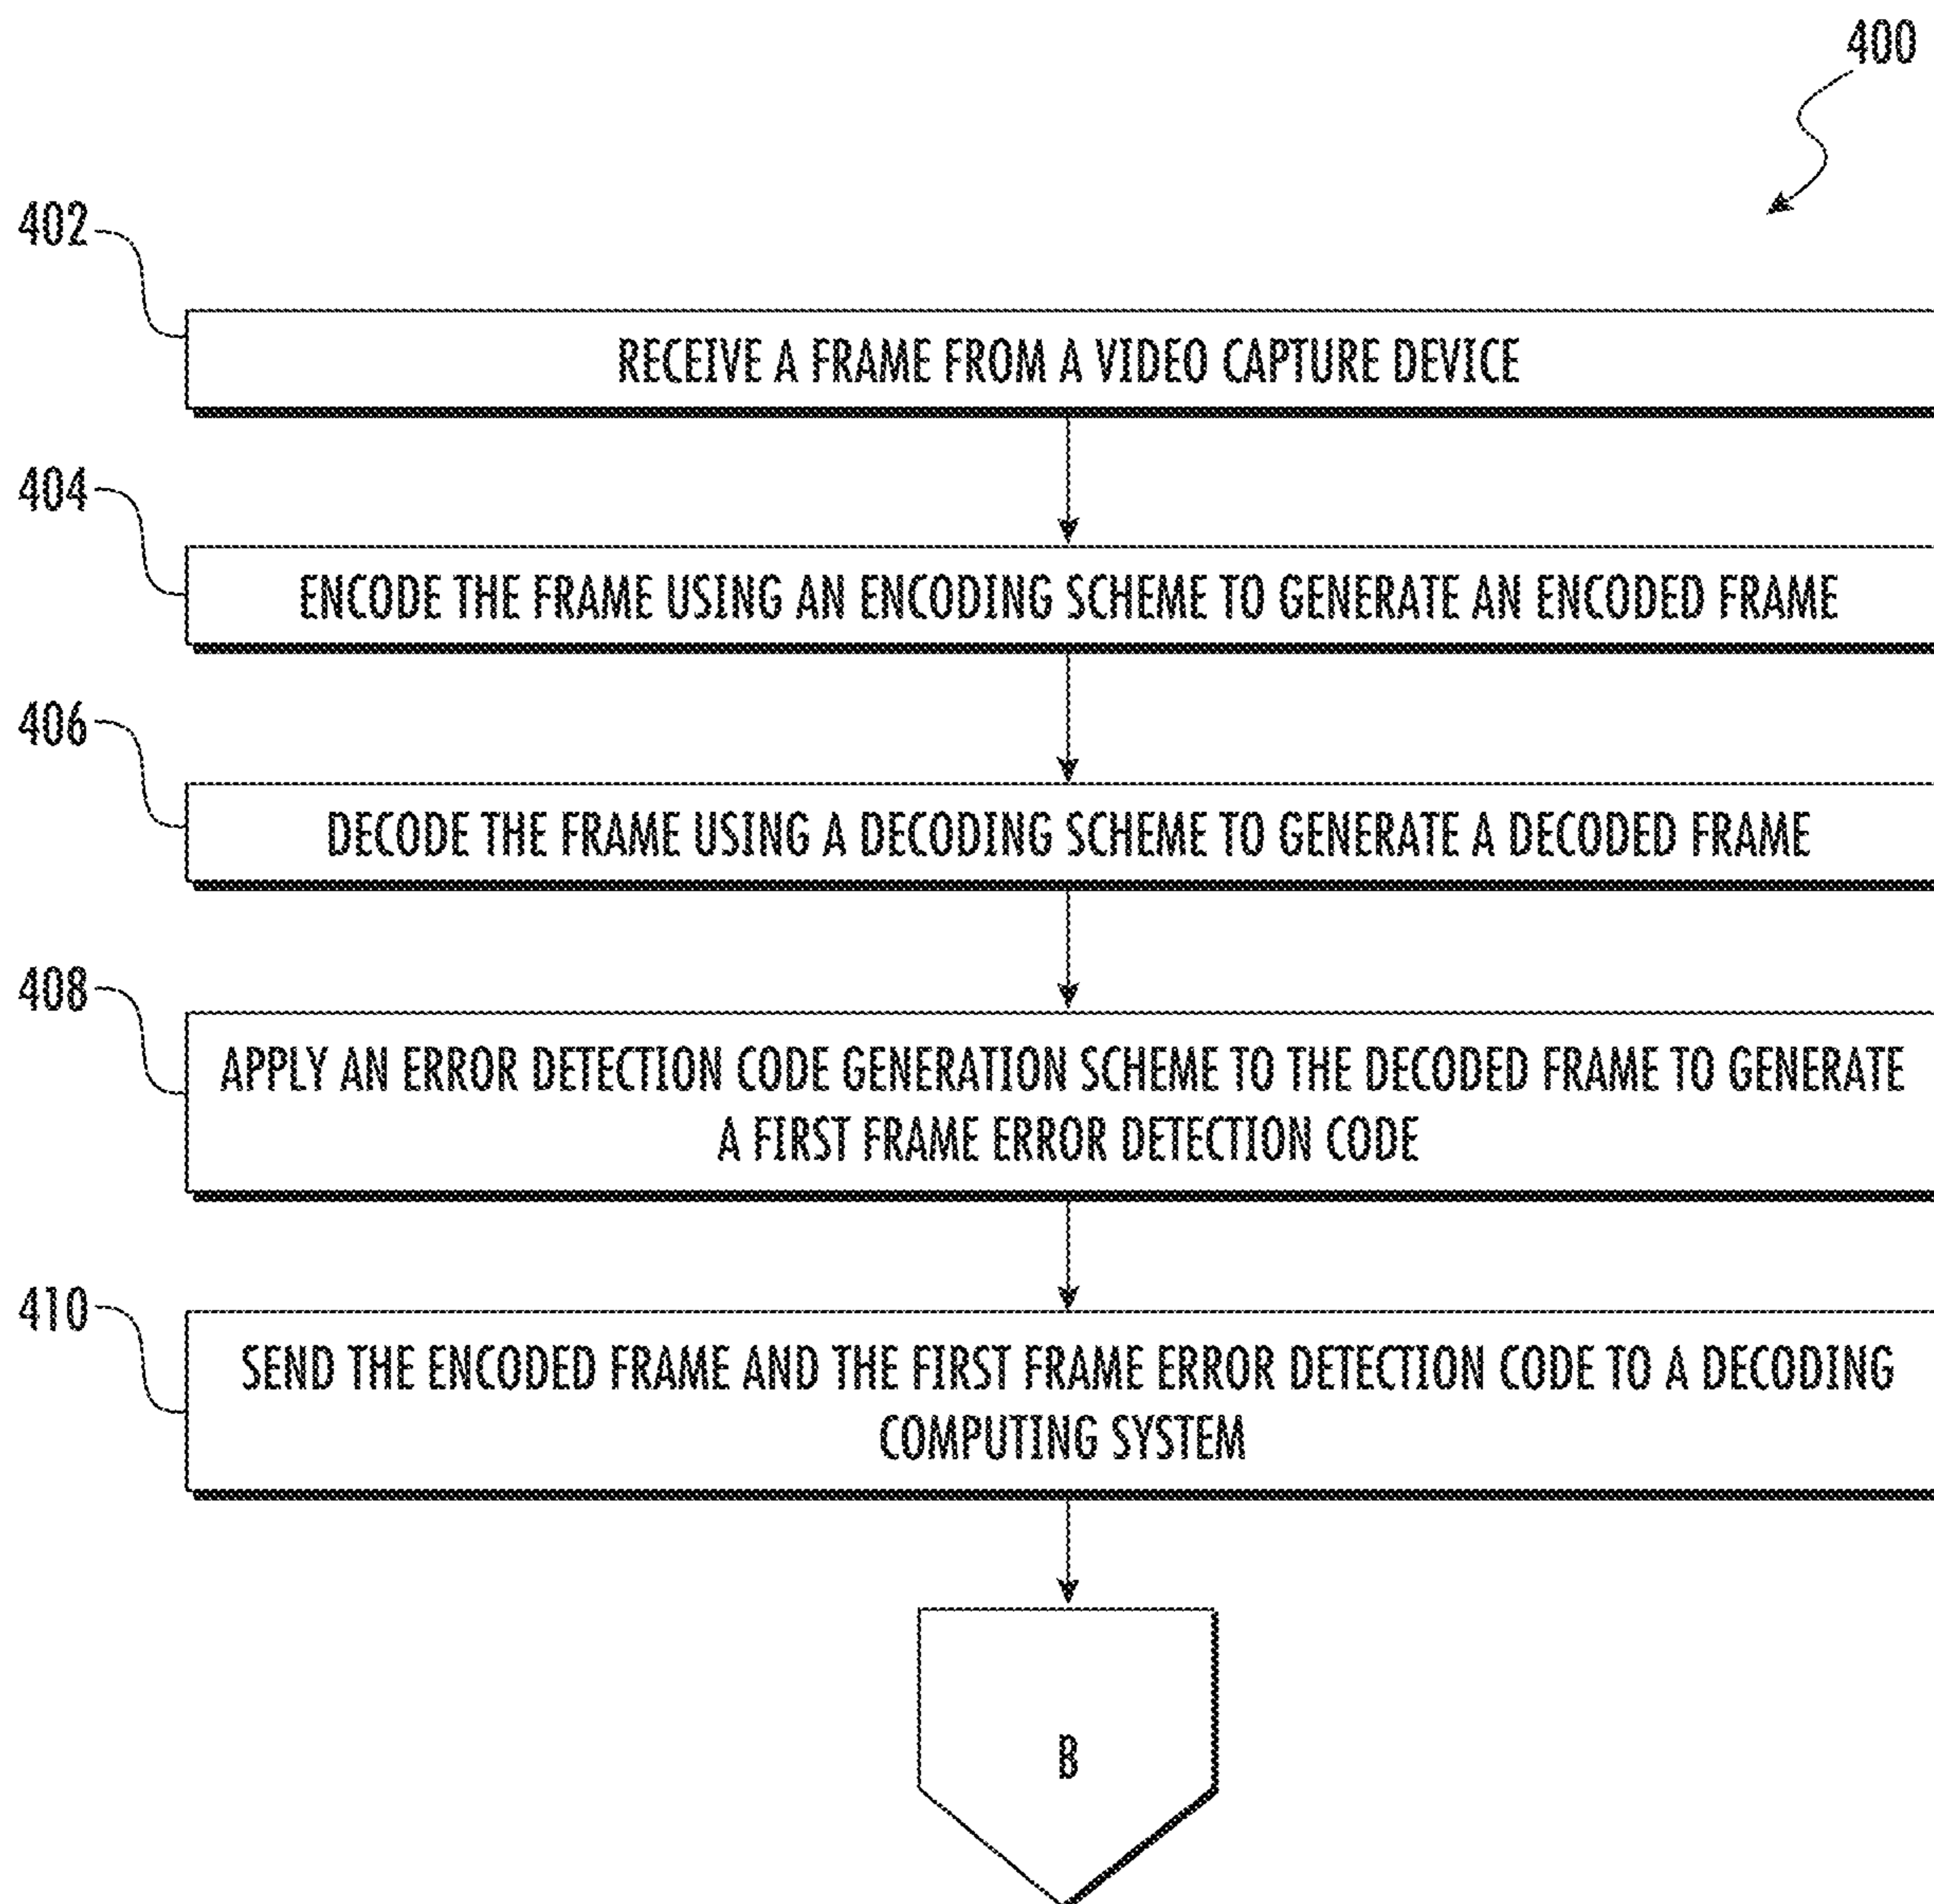 400
402
RECEIVE A FRAME FROM A VIDEO CAPTURE DEVICE
404
ENCODE THE FRAME USING AN ENCODING SCHEME TO GENERATE AN ENCODED FRAME
406
DECODE THE FRAME USING A DECODING SCHEME TO GENERATE A DECODED FRAME
408
APPLY AN ERROR DETECTION CODE GENERATION SCHEME TO THE DECODED FRAME TO GENERATE
A FIRST FRAME ERROR DETECTION CODE
410
SEND THE ENCODED FRAME AND THE FIRST FRAME ERROR DETECTION CODE TO A DECODING
COMPUTING SYSTEM
B